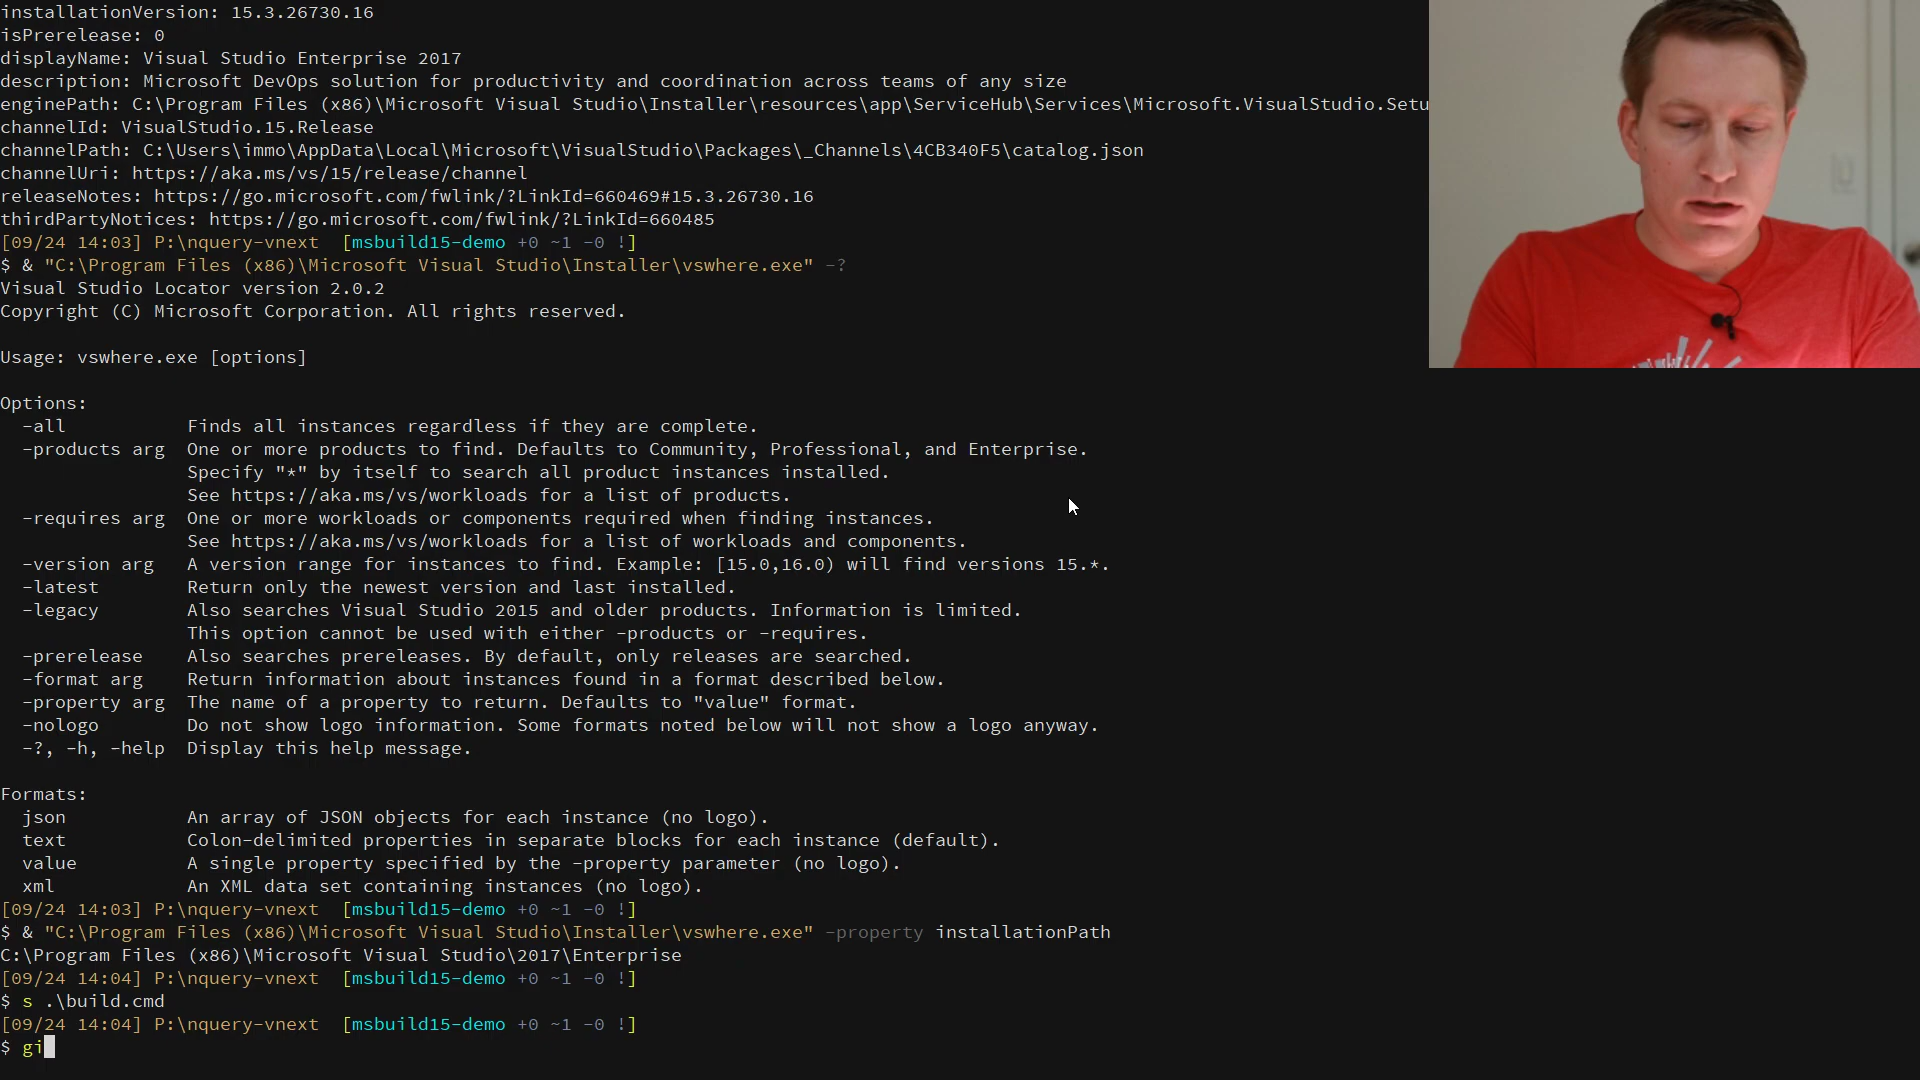 installationVersion: 15.3.26730.16
isPrerelease: 0
displayName: Visual Studio Enterprise 2017
description: Microsoft DevOps solution for productivity and coordination across teams of any size
enginePath: C:\Program Files (x86)\Microsoft Visual Studio\Installer\resources\app\ServiceHub\Services\Microsoft.VisualStudio.Setu
channelId: VisualStudio.15.Release
channelPath: C:\Users\immo\AppData\Local\Microsoft\VisualStudio\Packages\_Channels\4CB340F5\catalog.json
channelUri: https://aka.ms/vs/15/release/channel
releaseNotes: https://go.microsoft.com/fwlink/?LinkId=660469#15.3.26730.16
thirdPartyNotices: https://go.microsoft.com/fwlink/?LinkId=660485
[09/24 14:03] P:\nquery-vnext  [msbuild15-demo +0 ~1 -0 !]
$ & "C:\Program Files (x86)\Microsoft Visual Studio\Installer\vswhere.exe" -?
Visual Studio Locator version 2.0.2
Copyright (C) Microsoft Corporation. All rights reserved.
Usage: vswhere.exe [options]
Options:
-all           Finds all instances regardless if they are complete.
-products arg  One or more products to find. Defaults to Community, Professional, and Enterprise.
Specify "*" by itself to search all product instances installed.
See https://aka.ms/vs/workloads for a list of products.
-requires arg  One or more workloads or components required when finding instances.
See https://aka.ms/vs/workloads for a list of workloads and components.
-version arg   A version range for instances to find. Example: [15.0,16.0) will find versions 15.*.
-latest        Return only the newest version and last installed.
-legacy        Also searches Visual Studio 2015 and older products. Information is limited.
This option cannot be used with either -products or -requires.
-prerelease    Also searches prereleases. By default, only releases are searched.
-format arg    Return information about instances found in a format described below.
-property arg  The name of a property to return. Defaults to "value" format.
-nologo        Do not show logo information. Some formats noted below will not show a logo anyway.
-?, -h, -help  Display this help message.
Formats:
json           An array of JSON objects for each instance (no logo).
text           Colon-delimited properties in separate blocks for each instance (default).
value          A single property specified by the -property parameter (no logo).
xml            An XML data set containing instances (no logo).
[09/24 14:03] P:\nquery-vnext  [msbuild15-demo +0 ~1 -0 !]
$ & "C:\Program Files (x86)\Microsoft Visual Studio\Installer\vswhere.exe" -property installationPath
C:\Program Files (x86)\Microsoft Visual Studio\2017\Enterprise
[09/24 14:04] P:\nquery-vnext  [msbuild15-demo +0 ~1 -0 !]
$ s .\build.cmd
[09/24 14:04] P:\nquery-vnext  [msbuild15-demo +0 ~1 -0 !]
$ gi